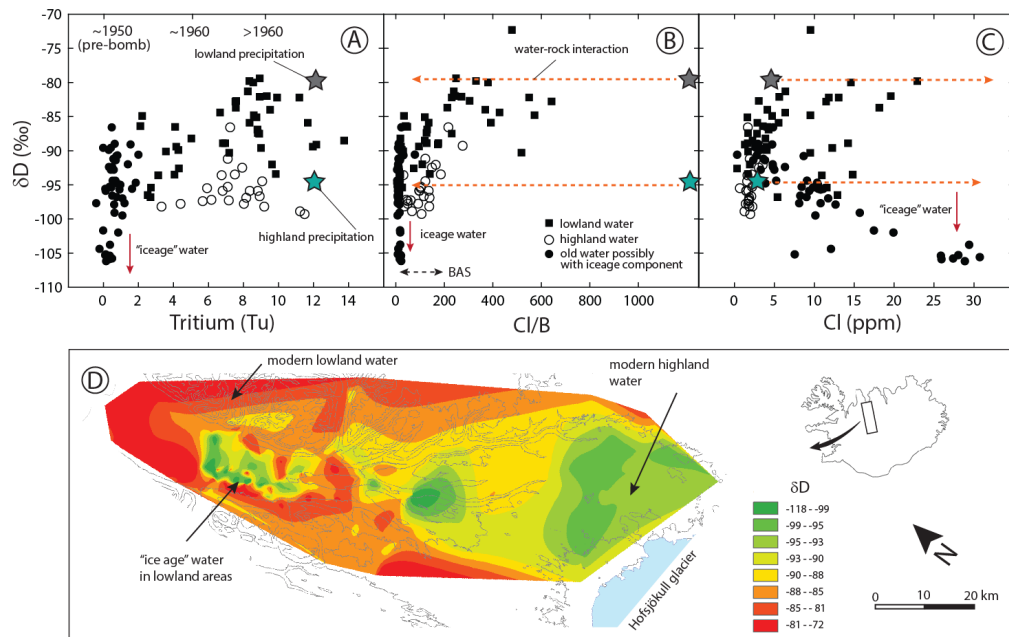 ~1950
(pre-bomb)
~1960
>1960
A
lowland precipitation
highland precipitation
"iceage" water
-70
-75
-80
-85
-90
-95
-100
-105
-110
δD (‰)
0 2 4 6 8 10 12 14
Tritium (Tu)
B
water-rock interaction
iceage water
BAS
lowland water
highland water
old water possibly
with iceage component
0 200 400 600 800 1000
Cl/B
C
"iceage" water
0 5 10 15 20 25 30
Cl (ppm)
D
modern lowland water
modern highland
water
"ice age" water
in lowland areas
Hofsjökull glacier
δD
-118 - -99
-99 - -95
-95 - -93
-93 - -90
-90 - -88
-88 - -85
-85 - -81
-81 - -72
N
0 10 20 km